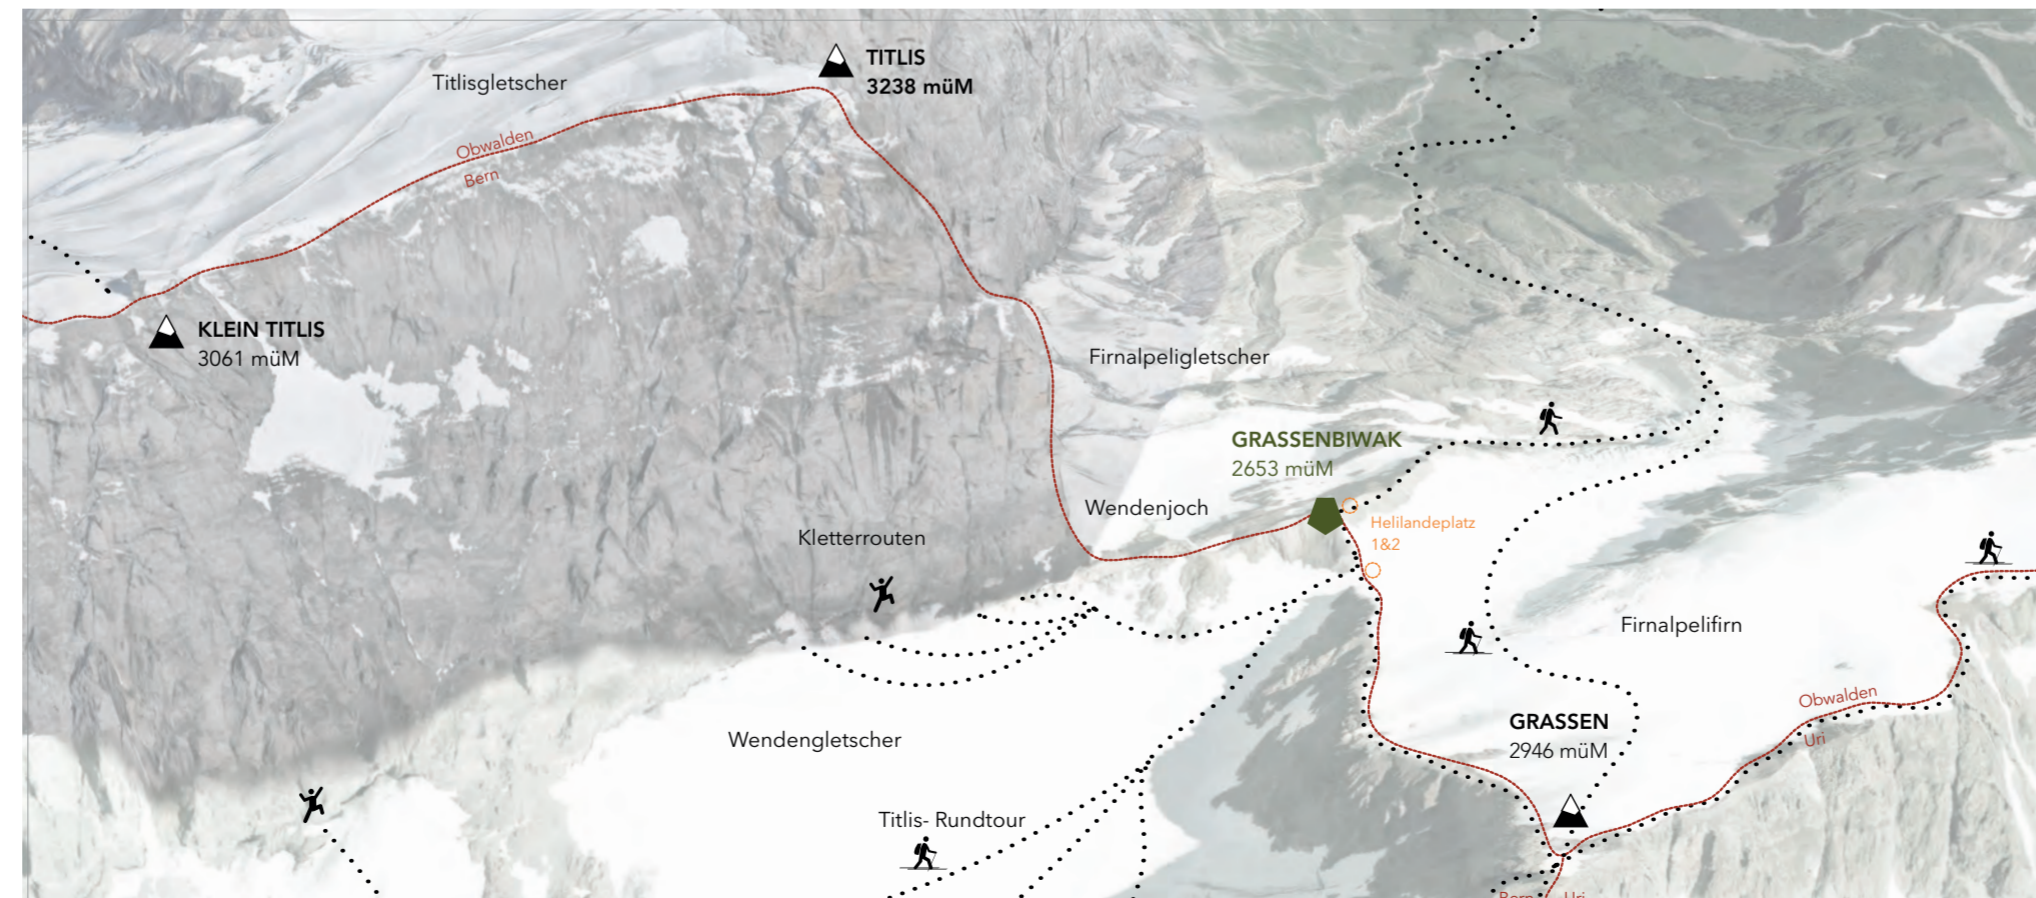 TITLIS
3238 müM
Titlisgletscher
Obwalden
Bern
KLEIN TITLIS
3061 müM
Firnalpeligletscher
GRASSENBIWAK
2653 müM
Wendenjoch
Helilandeplatz
1&2
Kletterrouten
Firnalpelifirn
Obwalden
Uri
GRASSEN
2946 müM
Wendengletscher
Titlis- Rundtour
Bern
Uri